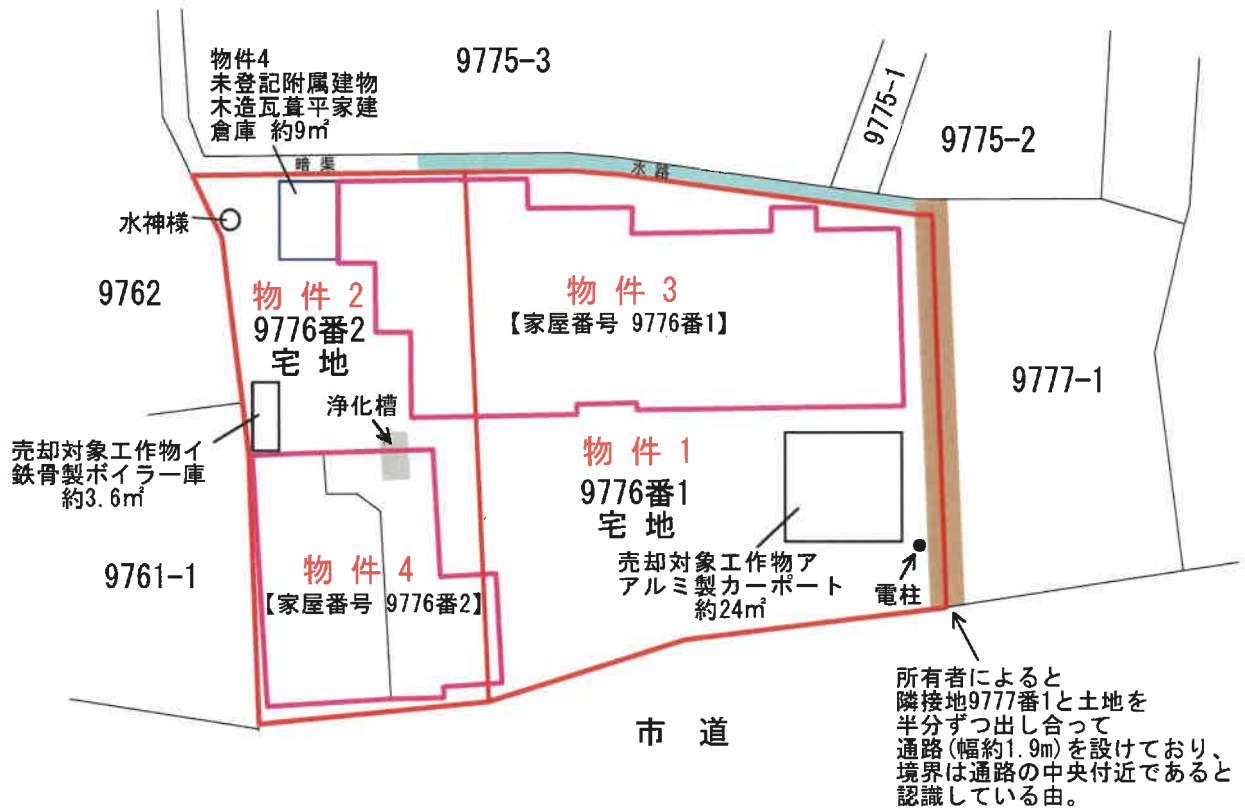 物件4
未登記附属建物
木造瓦葺平家建
倉庫 約9㎡
9775-3
9775-1
9775-2
暗渠
水路
水神様
9762
物件 2
9776番2
宅地
物件 3
【家屋番号 9776番1】
9777-1
浄化槽
売却対象工作物イ
鉄骨製ボイラー庫
約3.6㎡
物件 1
9776番1
宅地
9761-1
物件 4
【家屋番号 9776番2】
売却対象工作物ア
アルミ製カーポート
約24㎡
電柱
所有者によると
隣接地9777番1と土地を
半分ずつ出し合って
通路(幅約1.9m)を設けており、
境界は通路の中央付近であると
認識している由。
市道